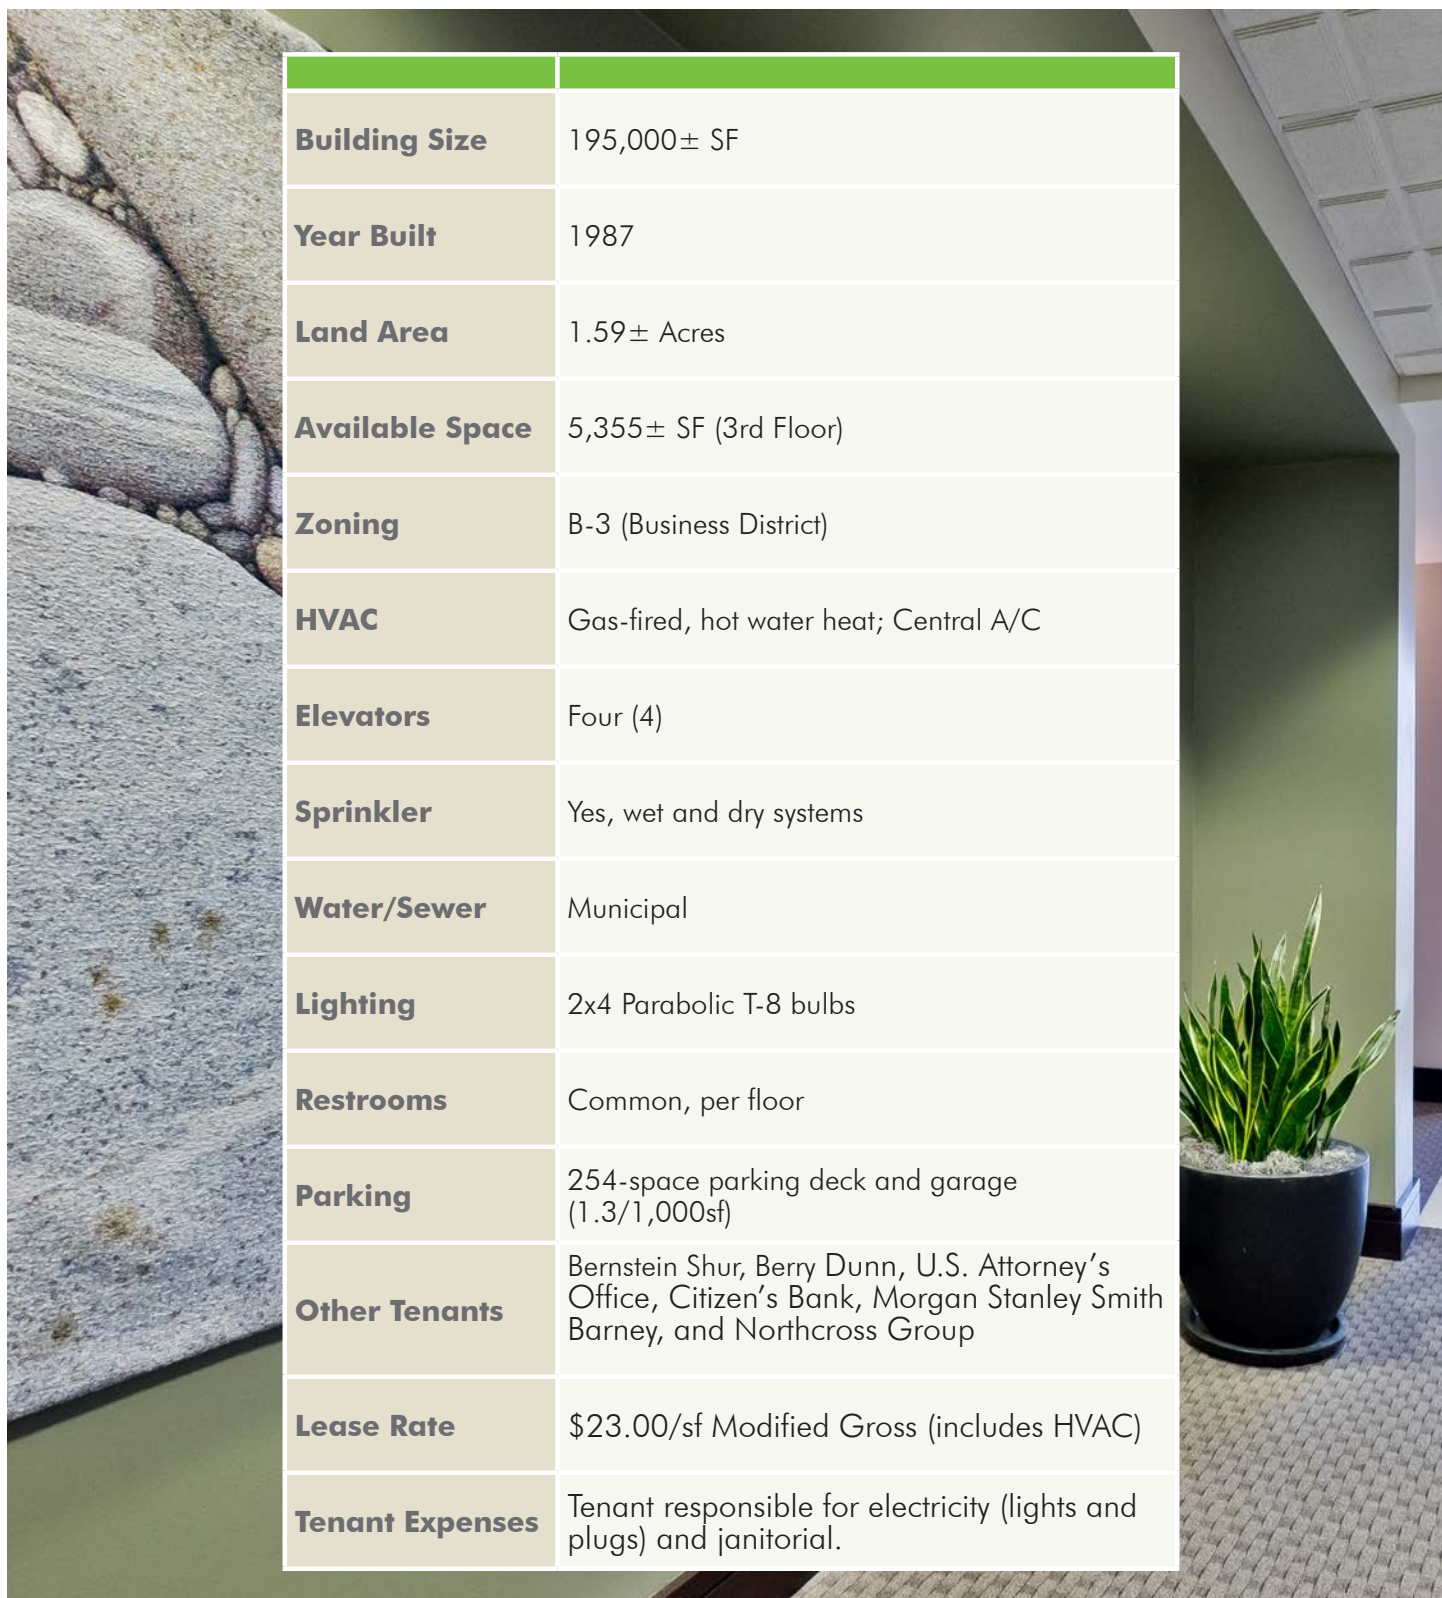 Building Size
195,000± SF
Year Built
1987
Land Area
1.59± Acres
Available Space
5,355± SF (3rd Floor)
Zoning
B-3 (Business District)
HVAC
Gas-fired, hot water heat; Central A/C
Elevators
Four (4)
Sprinkler
Yes, wet and dry systems
Water/Sewer
Municipal
Lighting
2x4 Parabolic T-8 bulbs
Restrooms
Common, per floor
Parking
254-space parking deck and garage
(1.3/1,000sf)
Other Tenants
Bernstein Shur, Berry Dunn, U.S. Attorney’s
Office, Citizen’s Bank, Morgan Stanley Smith
Barney, and Northcross Group
Lease Rate
$23.00/sf Modified Gross (includes HVAC)
Tenant Expenses
Tenant responsible for electricity (lights and
plugs) and janitorial.